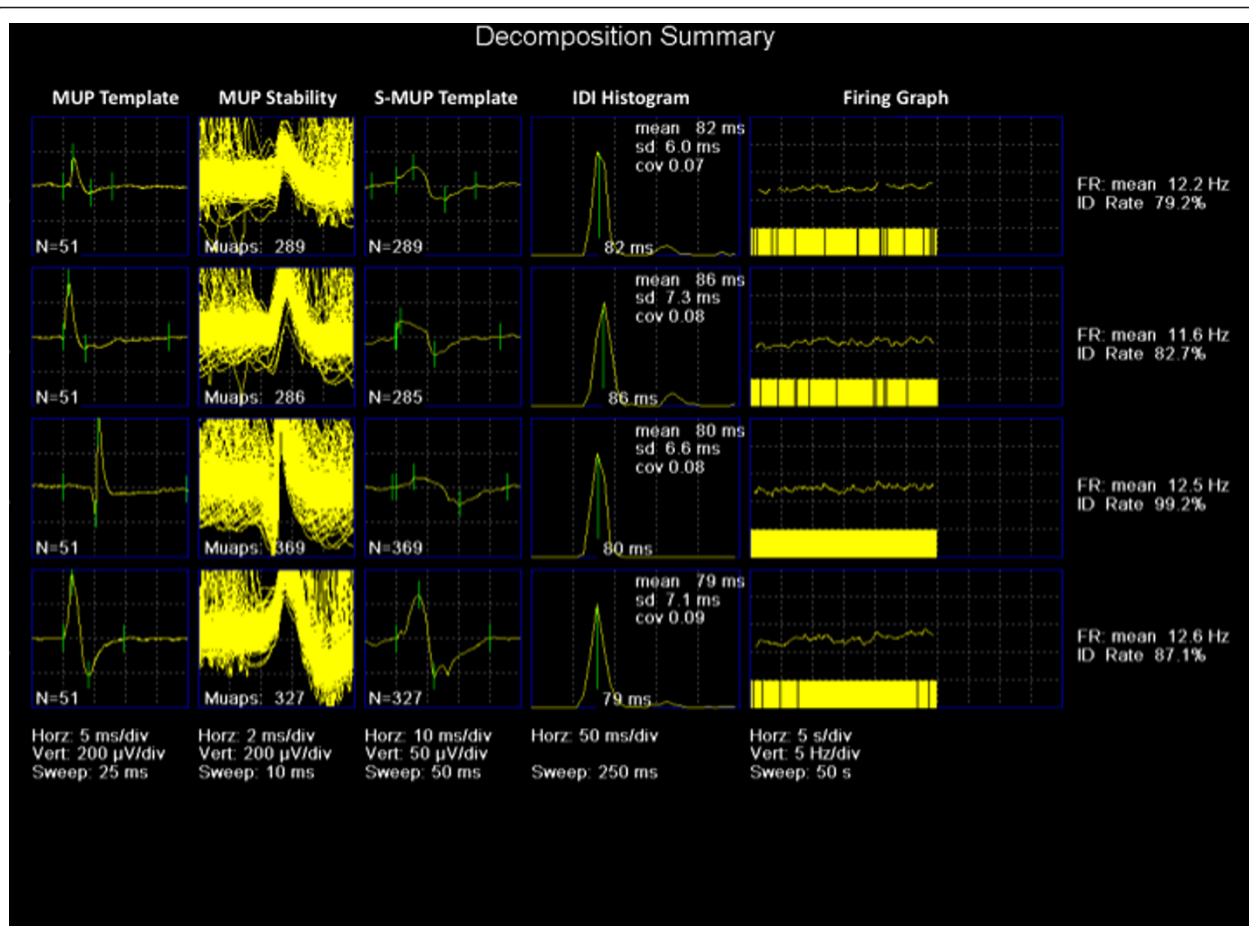 Decomposition Summary
MUP Template MUP Stability S-MUP Template IDI Histogram Firing Graph
mean 82 ms
sd 6.0 ms
cov 0.07
FR: mean 12.2 Hz
ID Rate 79.2%
N=51 Muaps: 289 N=289 82 ms
mean 86 ms
sd 7.3 ms
cov 0.08
FR: mean 11.6 Hz
ID Rate 82.7%
N=51 Muaps: 286 N=285 86 ms
mean 80 ms
sd 6.6 ms
cov 0.08
FR: mean 12.5 Hz
ID Rate 99.2%
N=51 Muaps: 369 N=369 80 ms
mean 79 ms
sd 7.1 ms
cov 0.09
FR: mean 12.6 Hz
ID Rate 87.1%
N=51 Muaps: 327 N=327 79 ms
Horz: 5 ms/div Horz: 2 ms/div Horz: 10 ms/div Horz: 50 ms/div Horz: 5 s/div
Vert: 200 µV/div Vert: 200 µV/div Vert: 50 µV/div Vert: 5 Hz/div
Sweep: 25 ms Sweep: 10 ms Sweep: 50 ms Sweep: 250 ms Sweep: 50 s